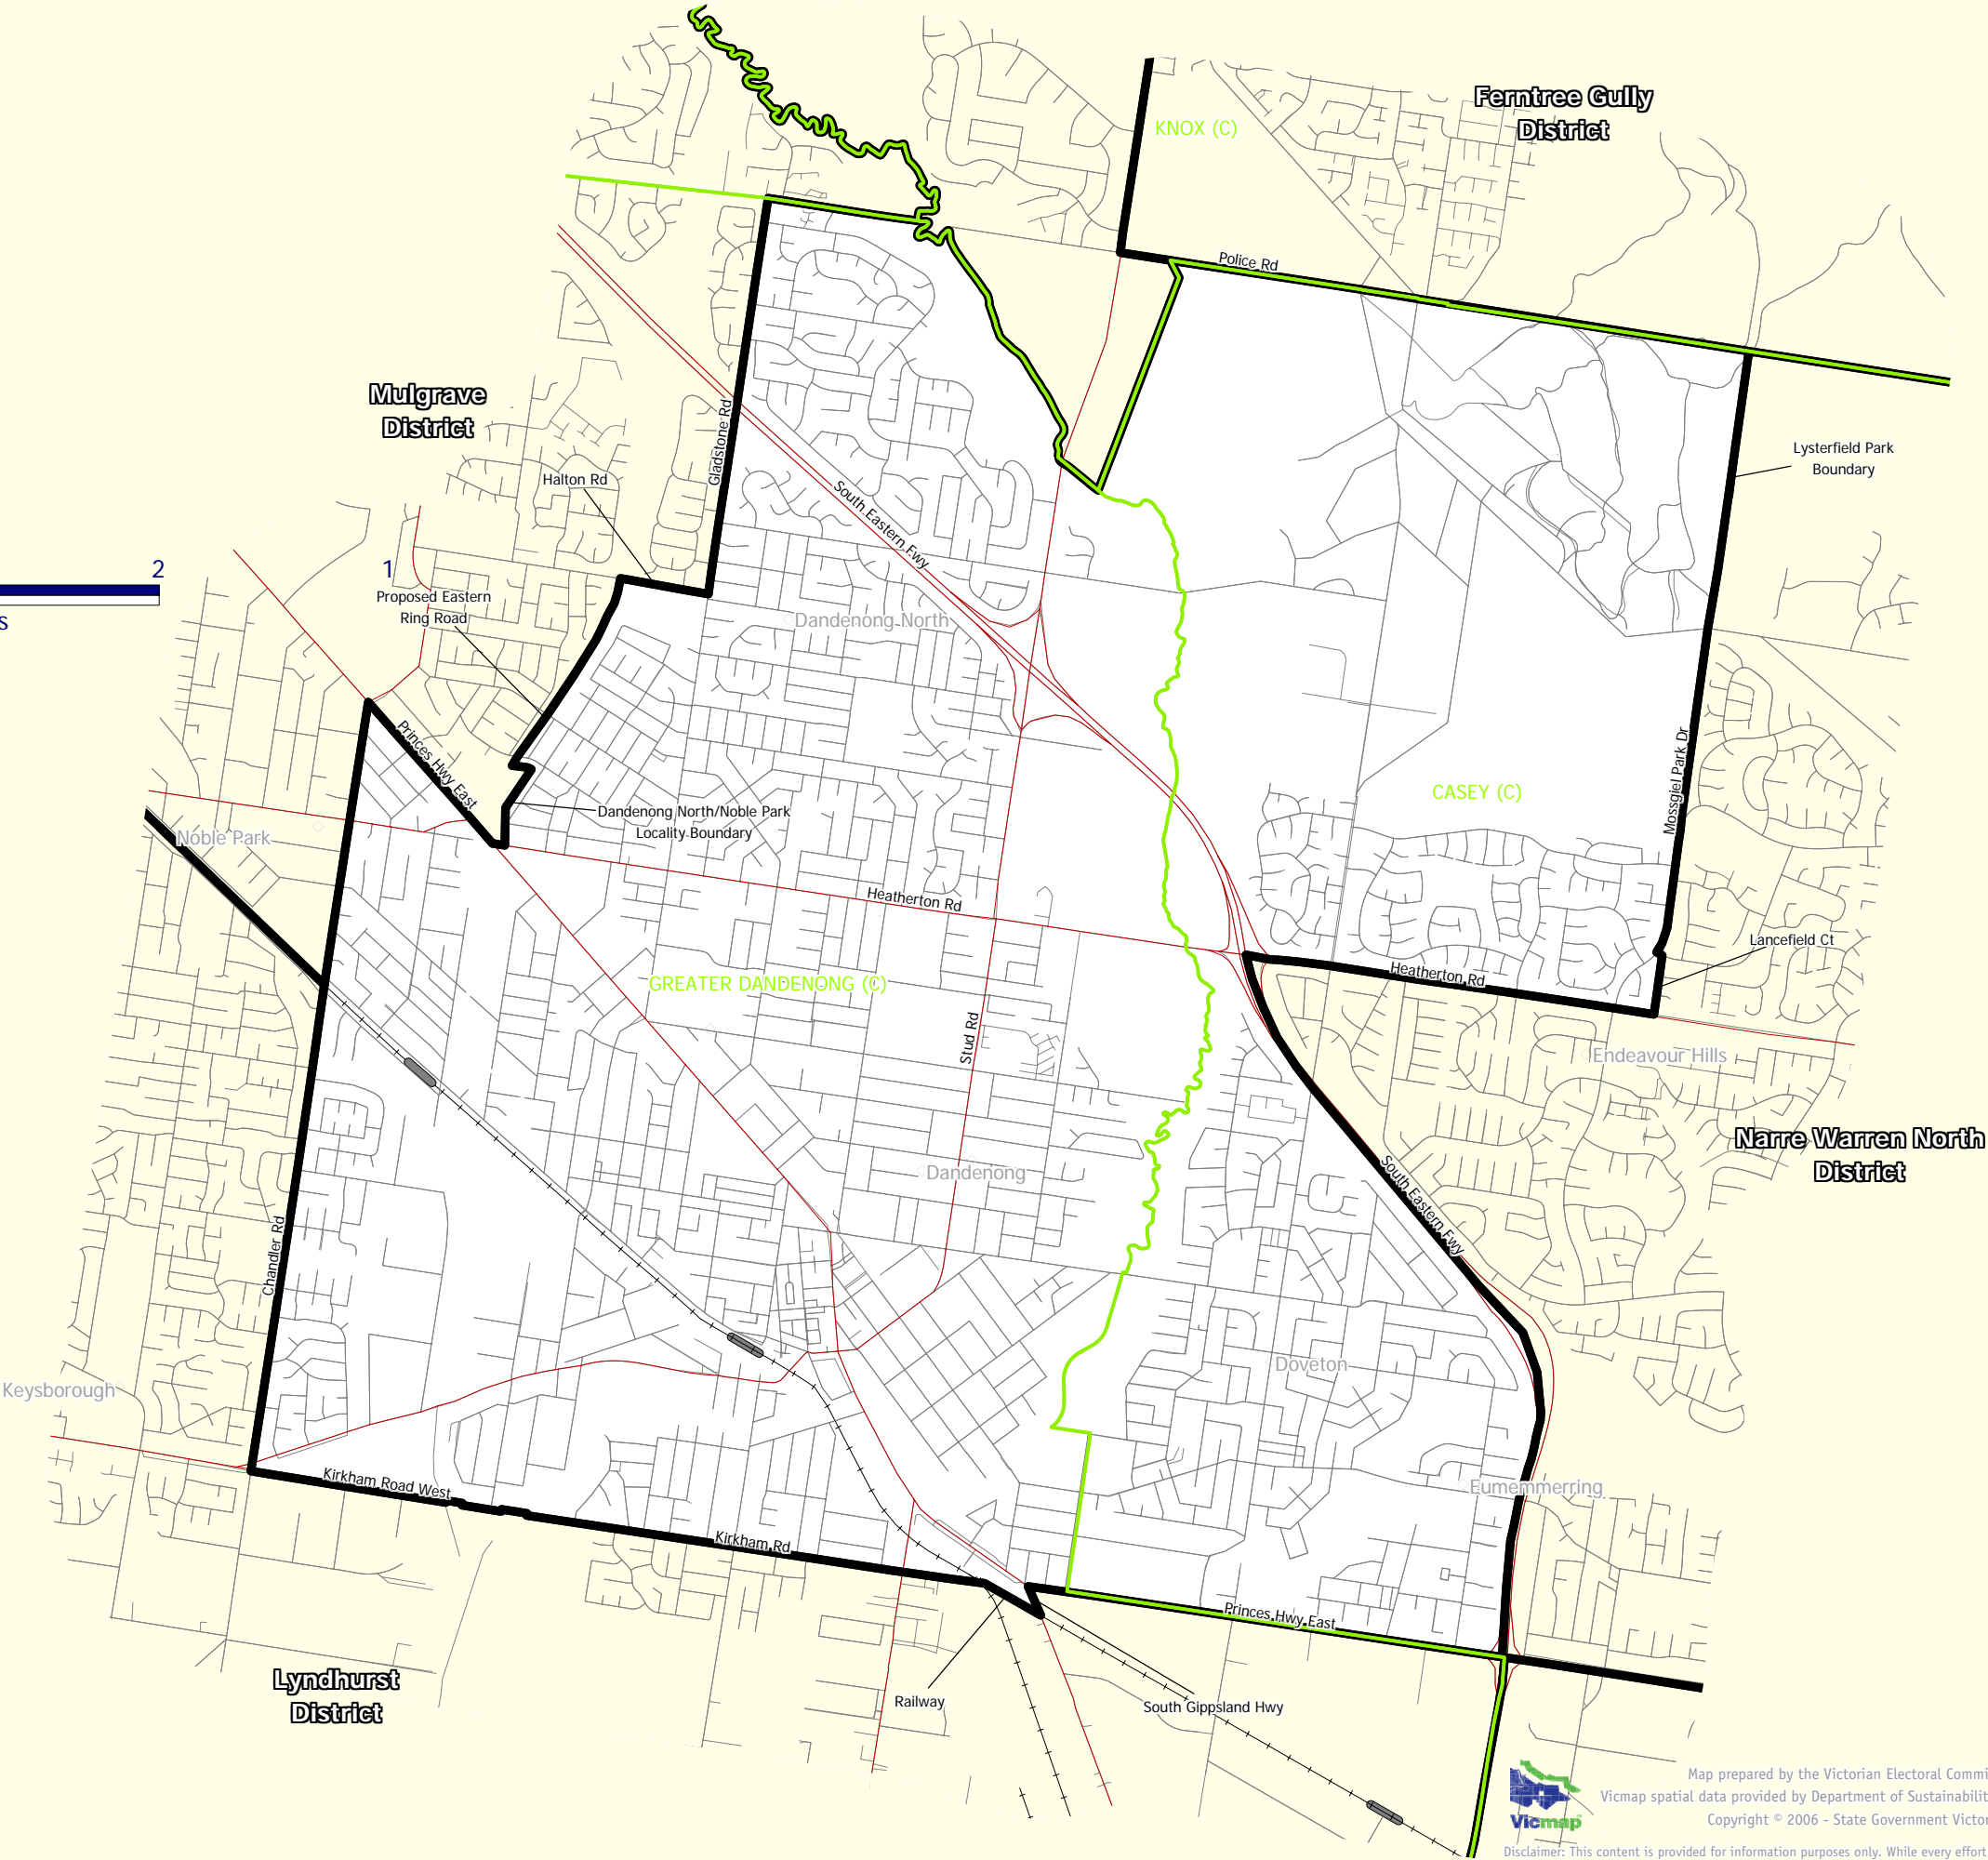 Ferntree Gully
District
KNOX (C)
Police Rd
Mulgrave
District
Gladstone Rd
Halton Rd
South Eastern Fwy
Lysterfield Park
Boundary
2
1
s
Proposed Eastern
Ring Road
Dandenong North
Princes Hwy East
Mossgiel Park Dr
CASEY (C)
Dandenong North/Noble Park
Locality Boundary
Noble Park
Heatherton Rd
Lancefield Ct
Heatherton Rd
GREATER DANDENONG (C)
Stud Rd
Endeavour Hills
Narre Warren North
District
Dandenong
South Eastern Fwy
Chandler Rd
Doveton
Keysborough
Kirkham Road West
Eumemmerring
Kirkham Rd
Princes Hwy East
Lyndhurst
District
Railway
South Gippsland Hwy
Vicmap
Map prepared by the Victorian Electoral Commi
Vicmap spatial data provided by Department of Sustainabilit
Copyright © 2006 - State Government Victor
Disclaimer: This content is provided for information purposes only. While every effort